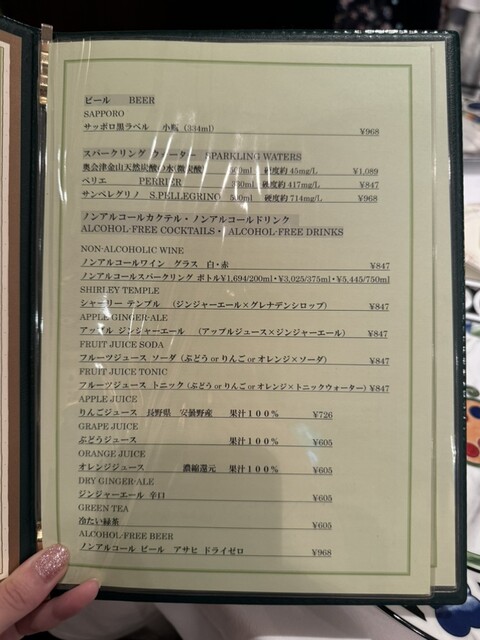 ビール BEER
SAPPORO
サッポロ黒ラベル 小瓶 (334ml) ¥968
スパークリング ウォーター SPARKLING WATERS
奥会津金山天然炭酸の水(微炭酸) 500ml 硬度約45mg/L ¥1,089
ペリエ PERRIER 330ml 硬度約417mg/L ¥847
サンペレグリノ S.PELLEGRINO 500ml 硬度約714mg/L ¥968
ノンアルコールカクテル・ノンアルコールドリンク
ALCOHOL-FREE COCKTAILS・ ALCOHOL-FREE DRINKS
NON-ALCOHOLIC WINE
ノンアルコールワイン グラス 白・赤 ¥847
ノンアルコールスパークリング ボトル¥1,694/200ml・¥3,025/375ml・¥5,445/750ml
SHIRLEY TEMPLE
シャーリー テンプル (ジンジャーエール×グレナデンシロップ) ¥847
APPLE GINGER-ALE
アップル ジンジャーエール (アップルジュース×ジンジャーエール) ¥847
FRUIT JUICE SODA
フルーツジュース ソーダ (ぶどう or りんご or オレンジ×ソーダ) ¥847
FRUIT JUICE TONIC
フルーツジュース トニック (ぶどう or りんご or オレンジ×トニックウォーター) ¥847
APPLE JUICE
りんごジュース 長野県 安曇野産 果汁100% ¥726
GRAPE JUICE
ぶどうジュース 果汁100% ¥605
ORANGE JUICE
オレンジジュース 濃縮還元 果汁100% ¥605
DRY GINGER-ALE
ジンジャーエール 辛口 ¥605
GREEN TEA
冷たい緑茶 ¥605
ALCOHOL-FREE BEER
ノンアルコール ビール アサヒ ドライゼロ ¥968